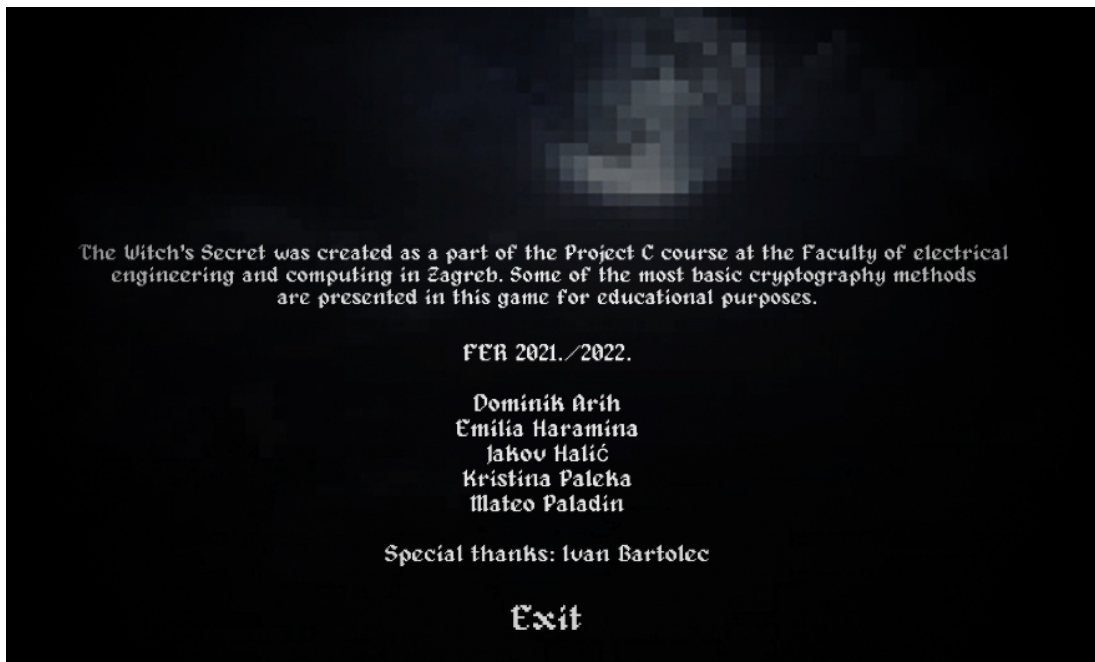 The Witch's Secret was created as a part of the Project C course at the Faculty of electrical
engineering and computing in Zagreb. Some of the most basic cryptography methods
are presented in this game for educational purposes.
FER 2021./2022.
Dominik Arih
Emilia Haramina
Jakov Halić
Kristina Paleka
Mateo Paladin
Special thanks: Ivan Bartolec
Exit